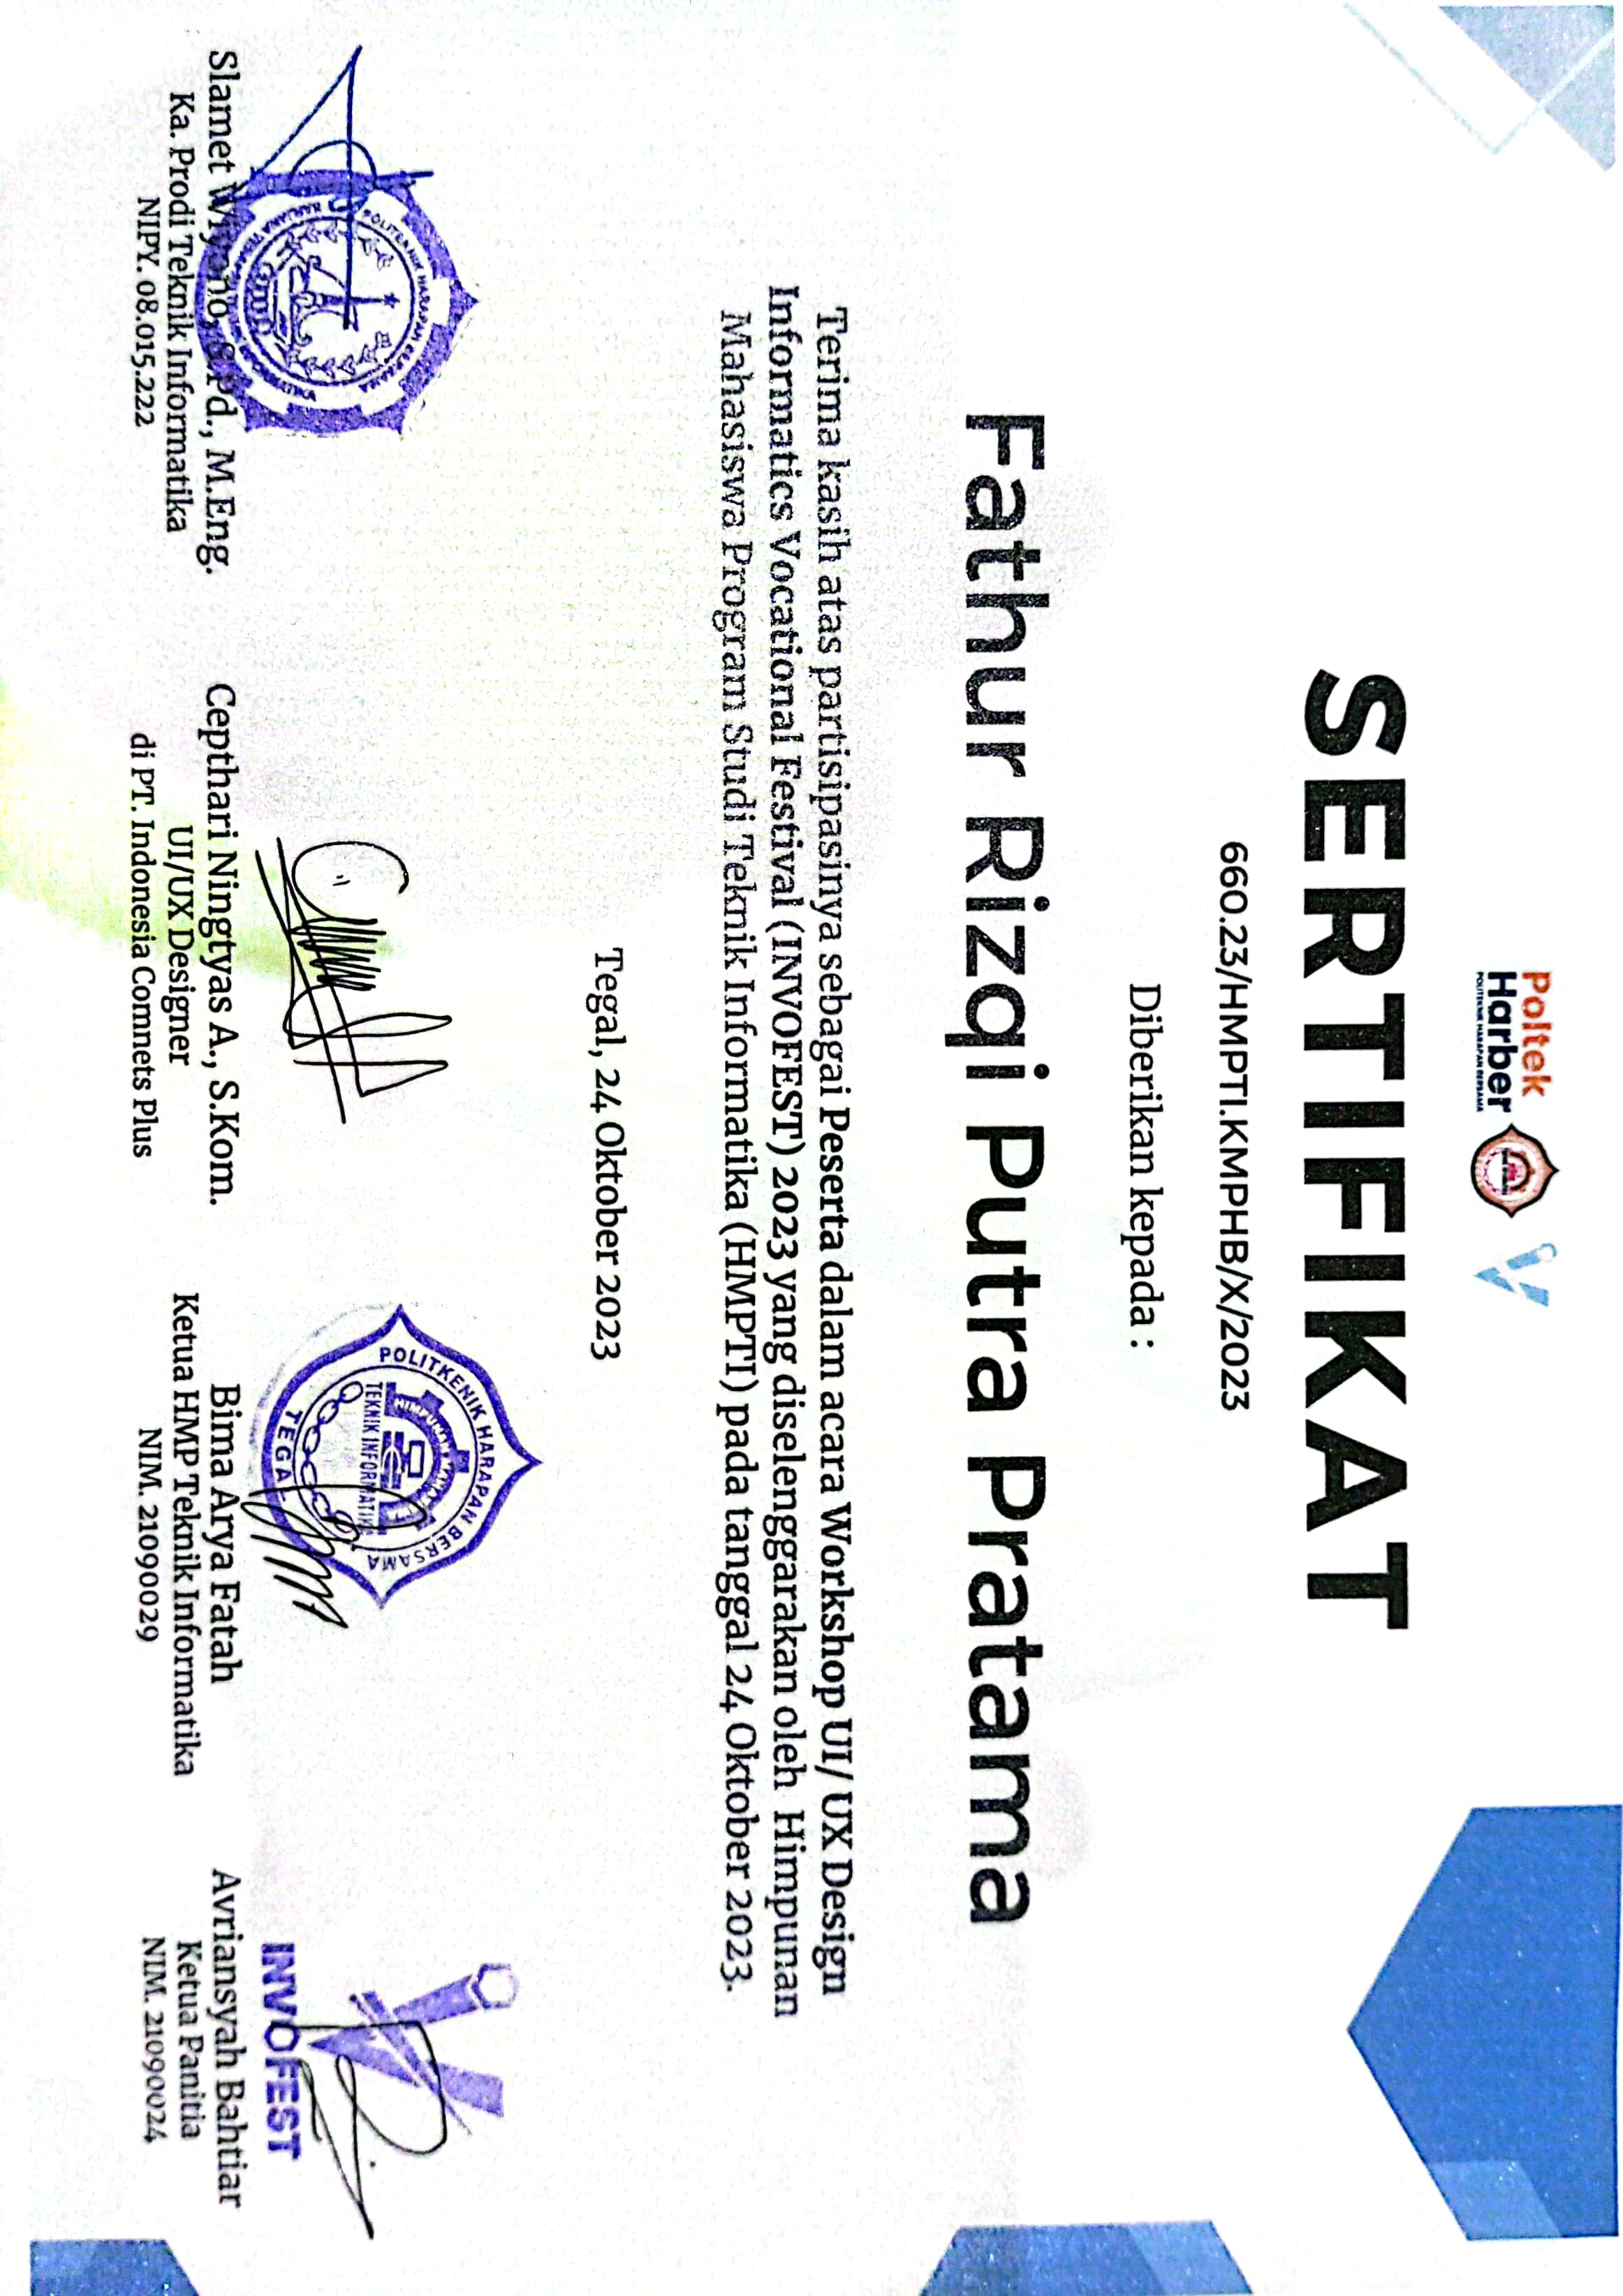 Poltek
Harber
POLITEKNIK HARAPAN BERSAMA
SERTIFIKAT
660.23/HMPTI.KMPHB/X/2023
Diberikan kepada :
Fathur Rizqi Putra Pratama
Terima kasih atas partisipasinya sebagai Peserta dalam acara Workshop UI/ UX Design
Informatics Vocational Festival (INVOFEST) 2023 yang diselenggarakan oleh Himpunan
Mahasiswa Program Studi Teknik Informatika (HMPTI) pada tanggal 24 Oktober 2023.
Tegal, 24 Oktober 2023
POLITEKNIK HARAPAN BERSAMA
Slamet Wiyono, S.Pd., M.Eng.
Ka. Prodi Teknik Informatika
NIPY. 08.015.222
Cepthari Ningtyas A., S.Kom.
UI/UX Designer
di PT. Indonesia Comnets Plus
POLITKENIK HARAPAN BERSAMA
TEKNIK INFORMATIKA
TEGAL
Bima Arya Fatah
Ketua HMP Teknik Informatika
NIM. 21090029
INVOFEST
Avriansyah Bahtiar
Ketua Panitia
NIM. 21090024